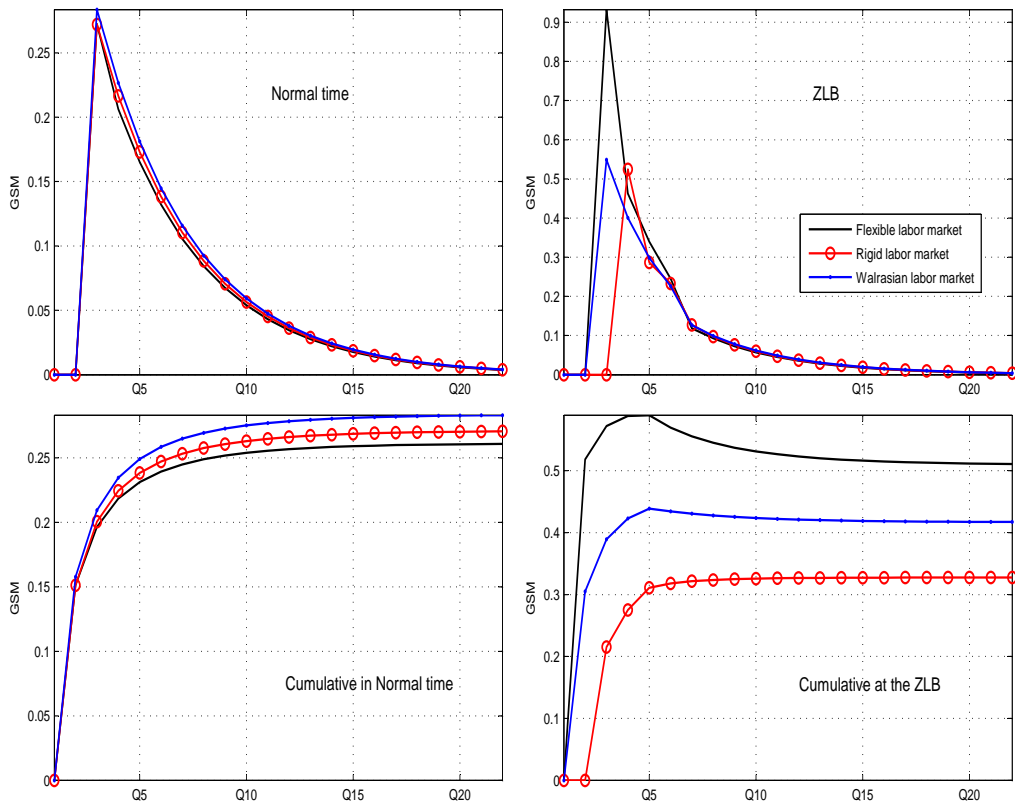 0.25
0.2
0.15
0.1
0.05
0
GSM
Normal time
Q5
Q10
Q15
Q20
0.9
0.8
0.7
0.6
0.5
0.4
0.3
0.2
0.1
0
GSM
ZLB
Flexible labor market
Rigid labor market
Walrasian labor market
Q5
Q10
Q15
Q20
0.25
0.2
0.15
0.1
0.05
0
GSM
Cumulative in Normal time
Q5
Q10
Q15
Q20
0.5
0.4
0.3
0.2
0.1
0
GSM
Cumulative at the ZLB
Q5
Q10
Q15
Q20